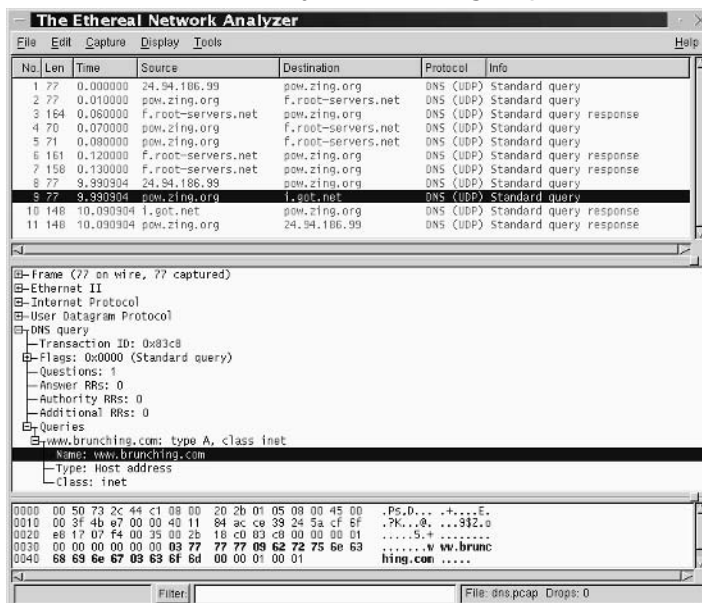 The Ethereal Network Analyzer
File Edit Capture Display Tools Help
No. Len Time Source Destination Protocol Info
1 77 0.000000 24.94.186.99 pow.zing.org DNS (UDP) Standard query
2 77 0.010000 pow.zing.org f.root-servers.net DNS (UDP) Standard query
3 164 0.060000 f.root-servers.net pow.zing.org DNS (UDP) Standard query response
4 70 0.070000 pow.zing.org f.root-servers.net DNS (UDP) Standard query
5 71 0.080000 pow.zing.org f.root-servers.net DNS (UDP) Standard query
6 161 0.120000 f.root-servers.net pow.zing.org DNS (UDP) Standard query response
7 158 0.130000 f.root-servers.net pow.zing.org DNS (UDP) Standard query response
8 77 9.990904 24.94.186.99 pow.zing.org DNS (UDP) Standard query
9 77 9.990904 pow.zing.org i.got.net DNS (UDP) Standard query
10 148 10.090904 i.got.net pow.zing.org DNS (UDP) Standard query response
11 148 10.090904 pow.zing.org 24.94.186.99 DNS (UDP) Standard query response
Frame (77 on wire, 77 captured)
Ethernet II
Internet Protocol
User Datagram Protocol
DNS query
Transaction ID: 0x83c8
Flags: 0x0000 (Standard query)
Questions: 1
Answer RRs: 0
Authority RRs: 0
Additional RRs: 0
Queries
www.brunching.com: type A, class inet
Name: www.brunching.com
Type: Host address
Class: inet
0000 00 50 73 2c 44 c1 08 00 20 2b 01 05 08 00 45 00 .Ps,D... .+....E.
0010 00 3f 4b e7 00 00 40 11 84 ac ce 39 24 5a cf 6f .?K...@. ...9$Z.o
0020 e8 17 07 f4 00 35 00 2b 18 c0 83 c8 00 00 00 01 .....5.+ ........
0030 00 00 00 00 00 00 03 77 77 77 09 62 72 75 6e 63 .......w ww.brunc
0040 68 69 6e 67 03 63 6f 6d 00 00 01 00 01 hing.com .....
Filter: File: dns.pcap Drops: 0